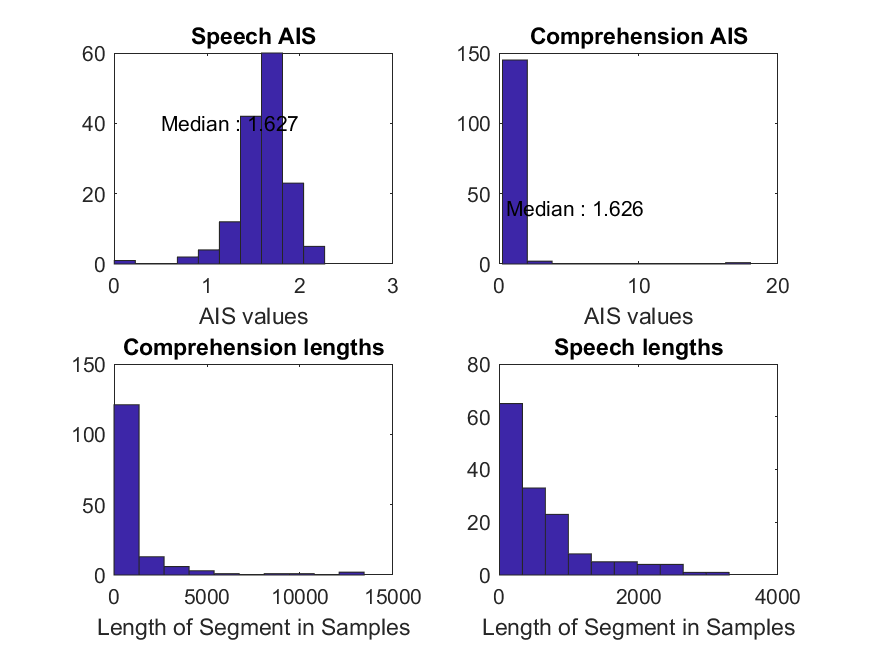 Speech AIS
60
40
20
0
Median : 1.627
0 1 2 3
AIS values
Comprehension AIS
150
100
50
0
Median : 1.626
0 10 20
AIS values
Comprehension lengths
150
100
50
0
0 5000 10000 15000
Length of Segment in Samples
Speech lengths
80
60
40
20
0
0 2000 4000
Length of Segment in Samples